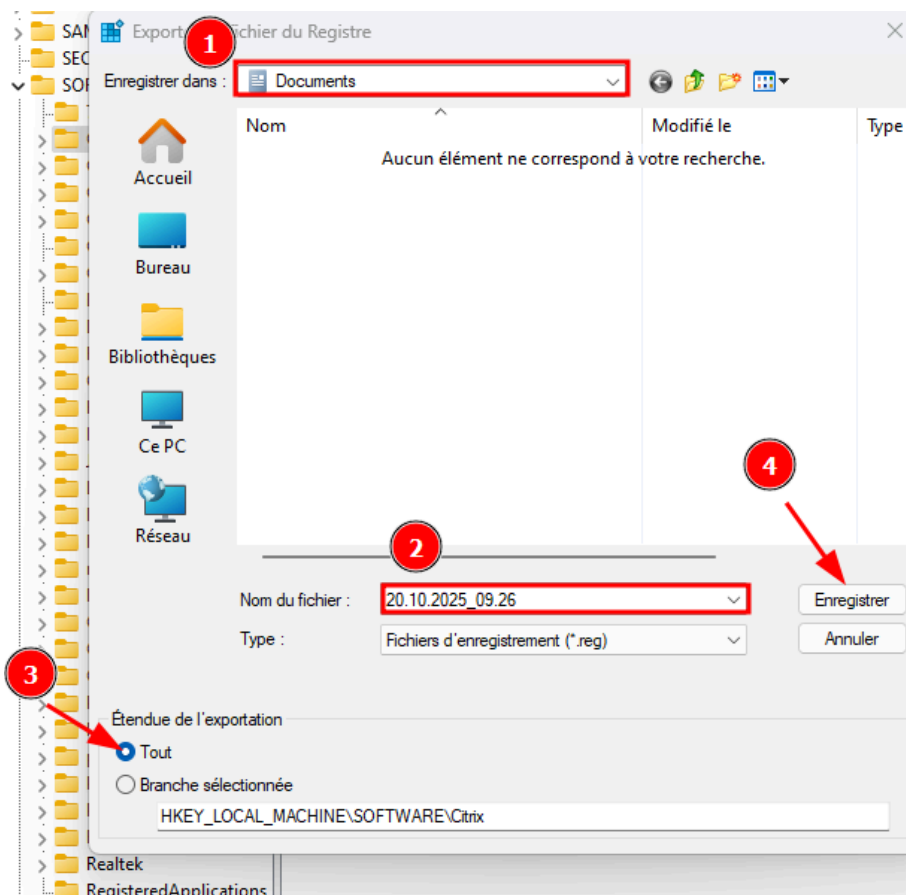 SAM
Export
fichier du Registre
1
SEC
Enregistrer dans :
Documents
SOF
Nom
Modifié le
Type
Aucun élément ne correspond à votre recherche.
Accueil
Bureau
Bibliothèques
Ce PC
4
Réseau
2
Nom du fichier :
20.10.2025_09.26
Enregistrer
Type :
Fichiers d'enregistrement (*.reg)
Annuler
3
Étendue de l'exportation
Tout
Branche sélectionnée
HKEY_LOCAL_MACHINE\SOFTWARE\Citrix
Realtek
RegisteredApplications